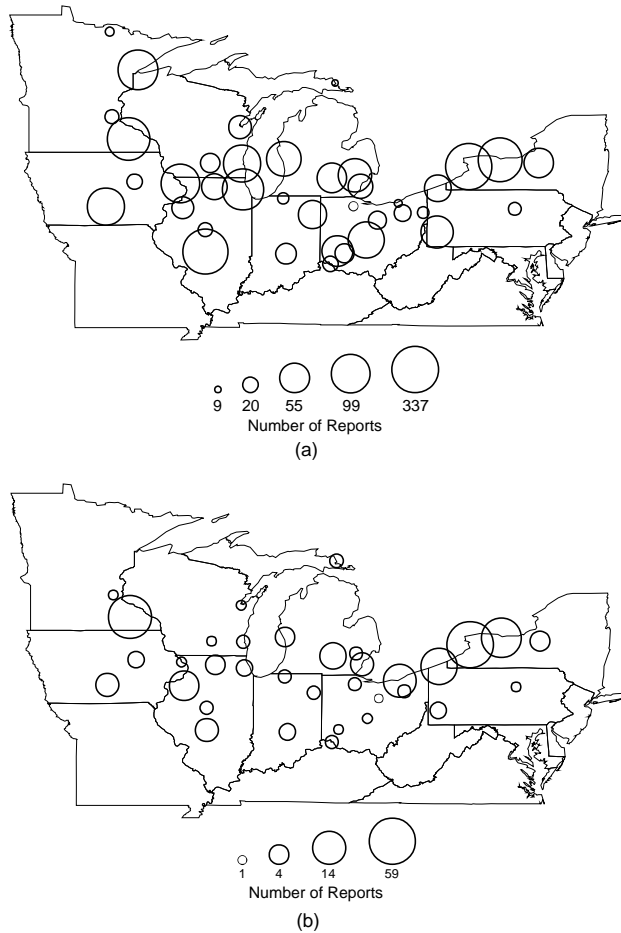 9 20 55 99 337
Number of Reports
(a)
1 4 14 59
Number of Reports
(b)